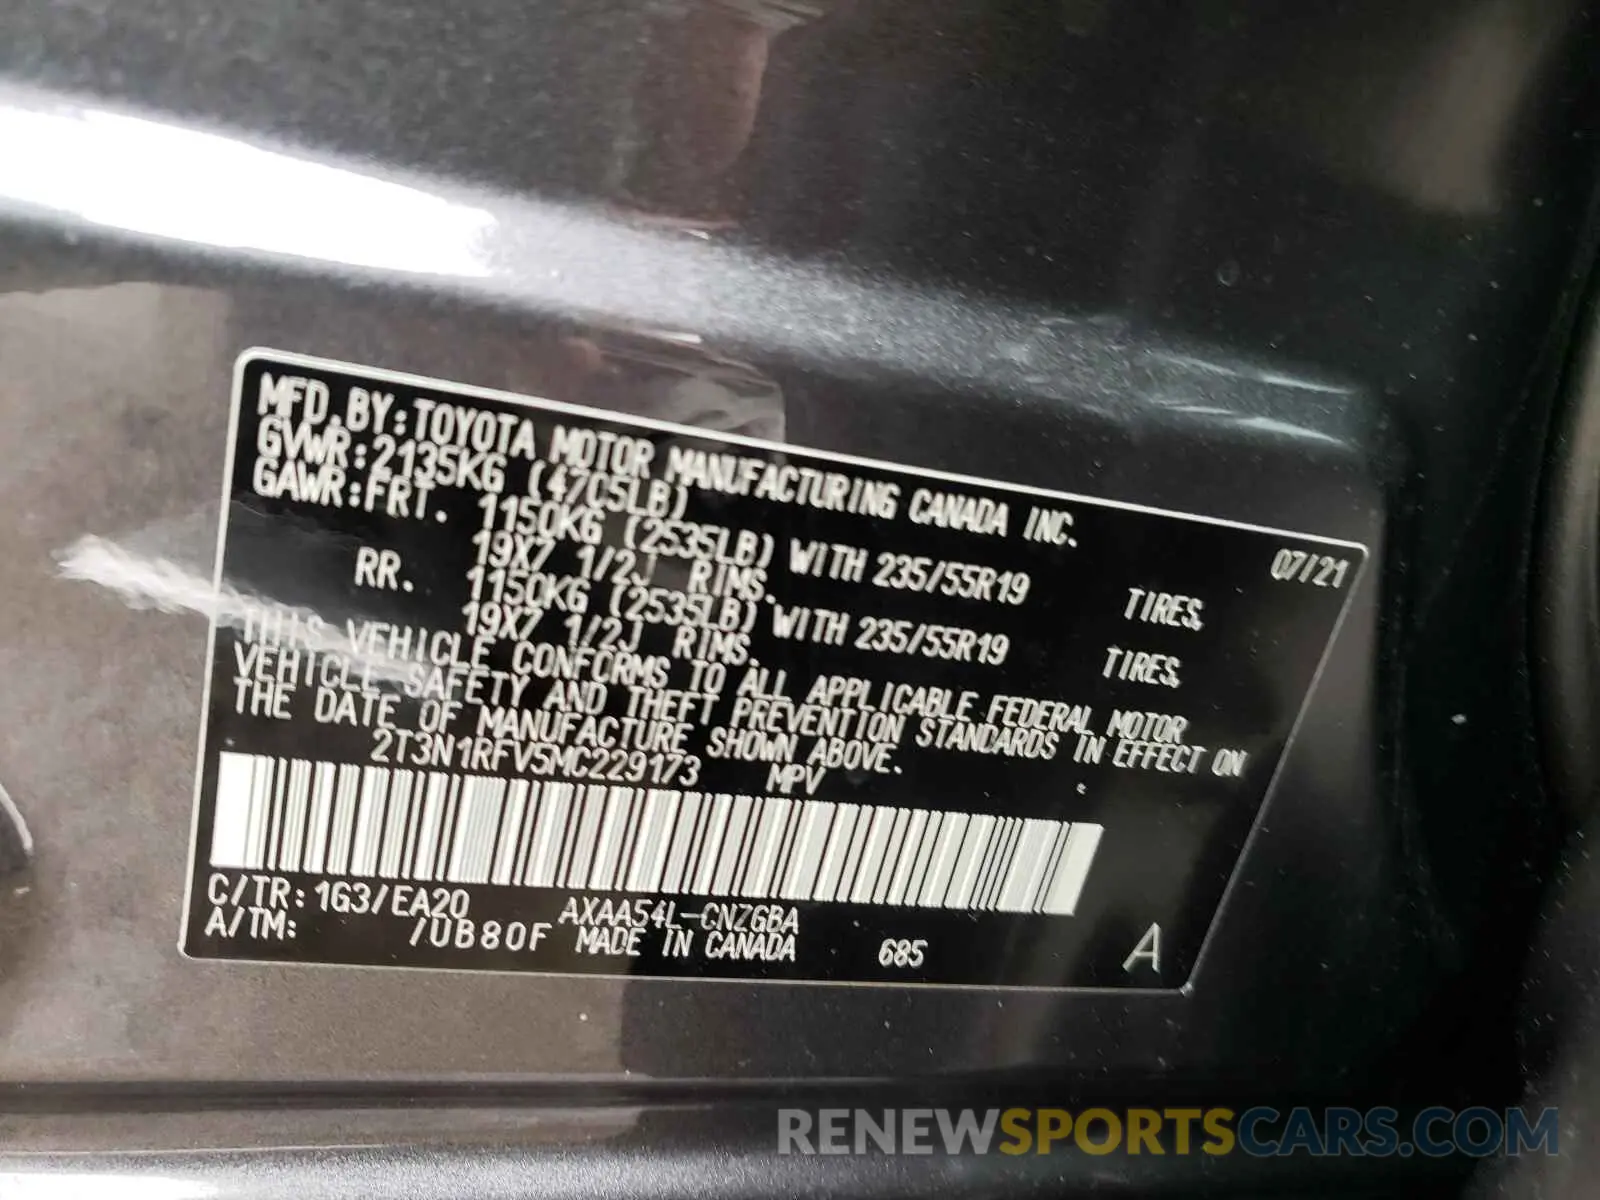 MFD.BY:TOYOTA MOTOR MANUFACTURING CANADA INC.
GVWR:2135KG (4705LB) 07/21
GAWR:FRT. 1150KG (2535LB) WITH 235/55R19 TIRES,
19X7 1/2J RIMS.
RR. 1150KG (2535LB) WITH 235/55R19 TIRES,
19X7 1/2J RIMS.
THIS VEHICLE CONFORMS TO ALL APPLICABLE FEDERAL MOTOR
VEHICLE SAFETY AND THEFT PREVENTION STANDARDS IN EFFECT ON
THE DATE OF MANUFACTURE SHOWN ABOVE.
2T3N1RFV5MC229173 MPV
C/TR:1G3/EA20 AXAA54L-CNZGBA
A/TM: /UB80F MADE IN CANADA 685 A
RENEWSPORTSCARS.COM